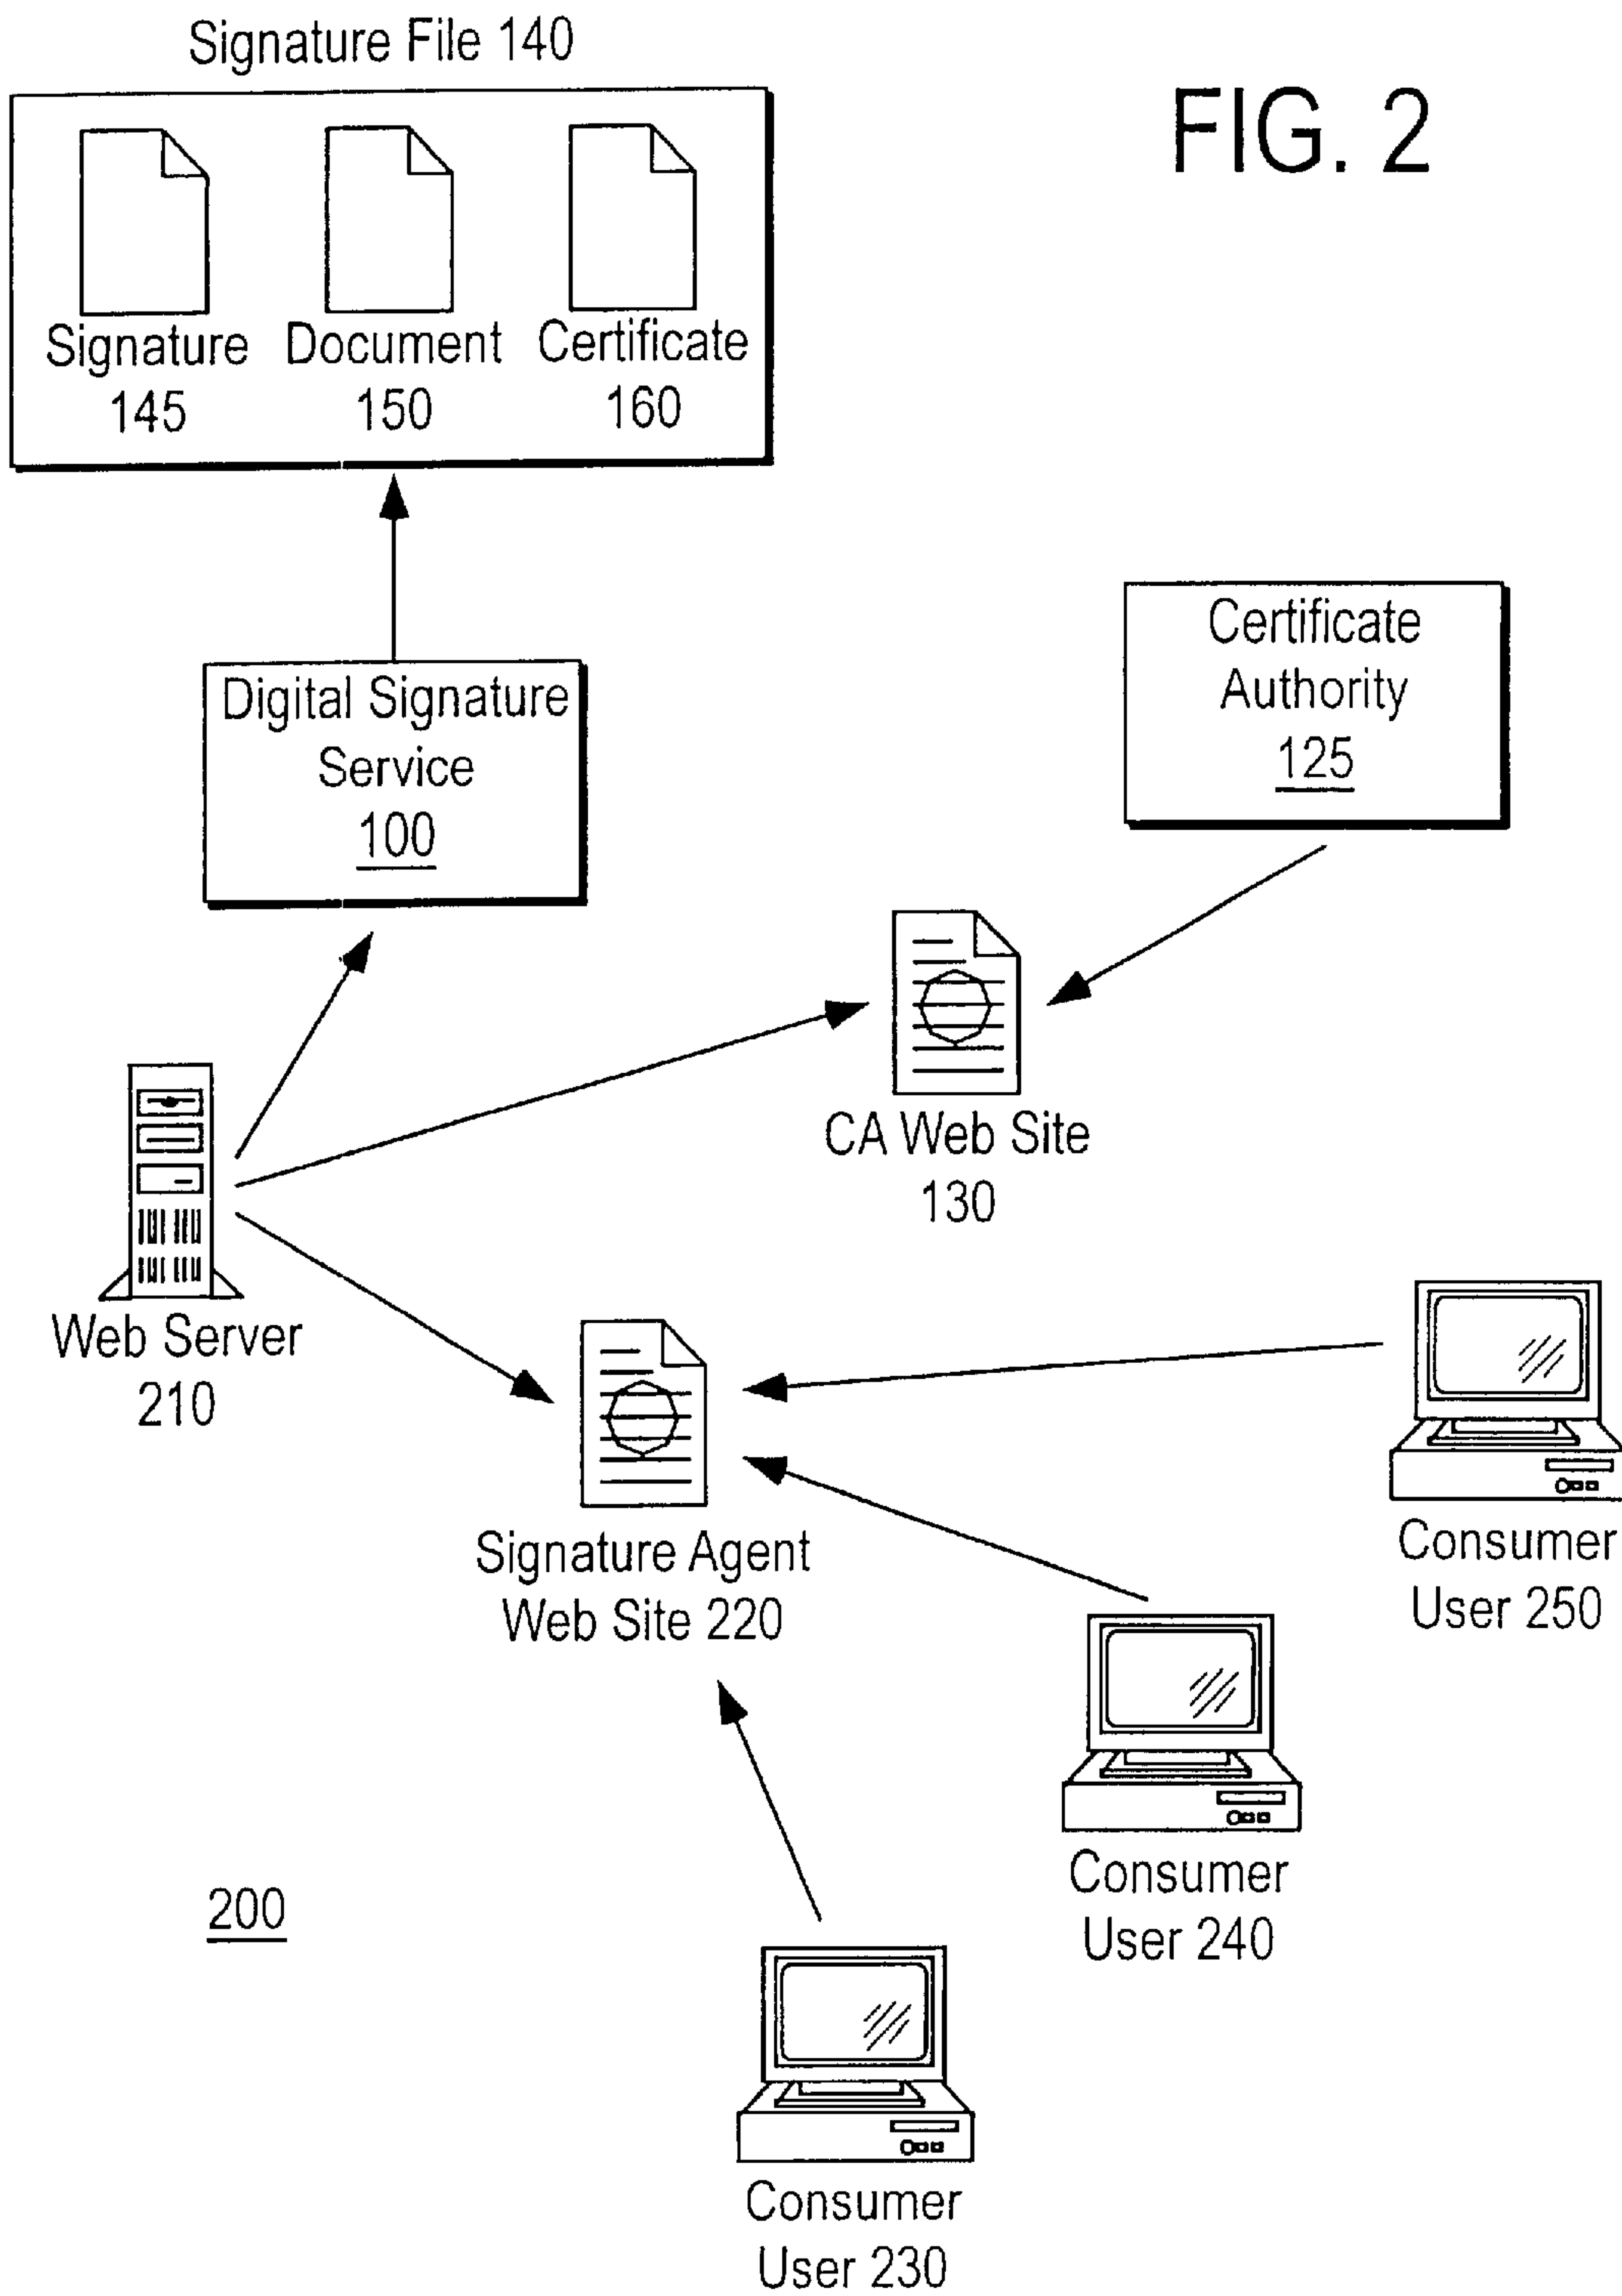 Signature File 140
FIG. 2
Signature
145
Document
150
Certificate
160
Digital Signature
Service
100
Certificate
Authority
125
CA Web Site
130
Web Server
210
Signature Agent
Web Site 220
Consumer
User 250
Consumer
User 240
200
Consumer
User 230